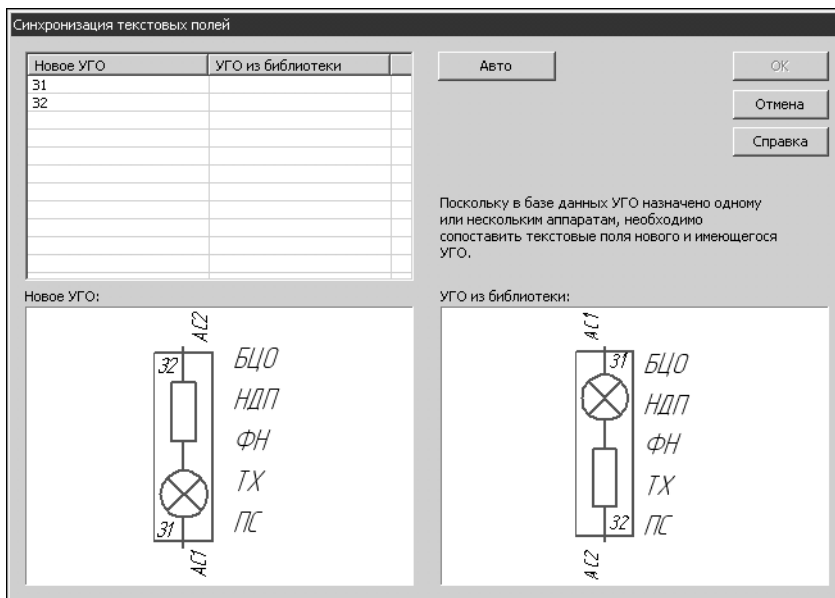 Синхронизация текстовых полей
Новое УГО УГО из библиотеки
31
32
Авто
ОК
Отмена
Справка
Поскольку в базе данных УГО назначено одному
или нескольким аппаратам, необходимо
сопоставить текстовые поля нового и имеющегося
УГО.
Новое УГО:
АС2
32
БЦО
НДП
ФН
ТХ
ПС
31
АС1
УГО из библиотеки:
АС1
31
БЦО
НДП
ФН
ТХ
ПС
32
АС2